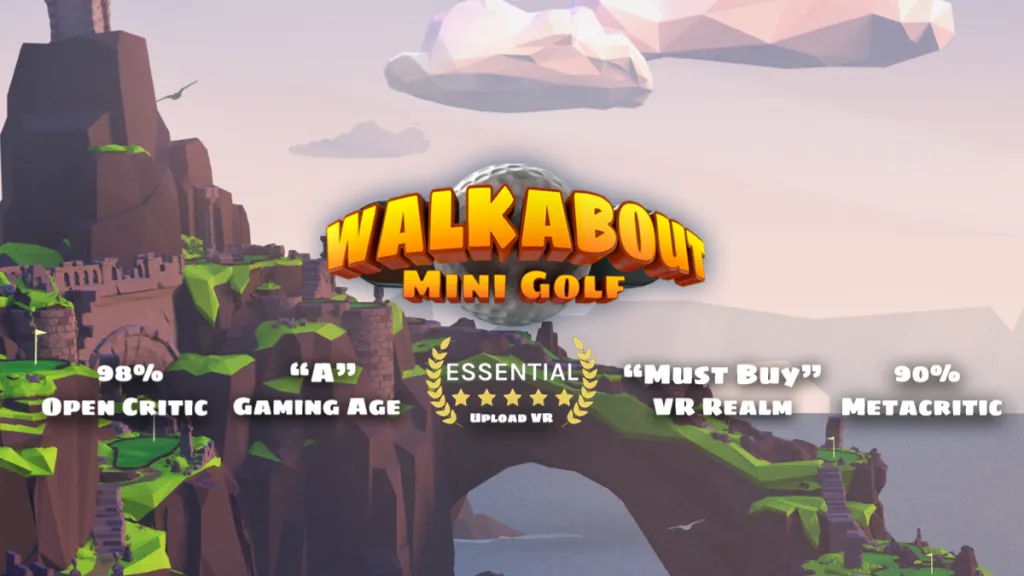 WALKABOUT
MINI GOLF
98%
OPEN CRITIC
“A”
GAMING AGE
ESSENTIAL
UPLOAD VR
“MUST BUY”
VR REALM
90%
METACRITIC